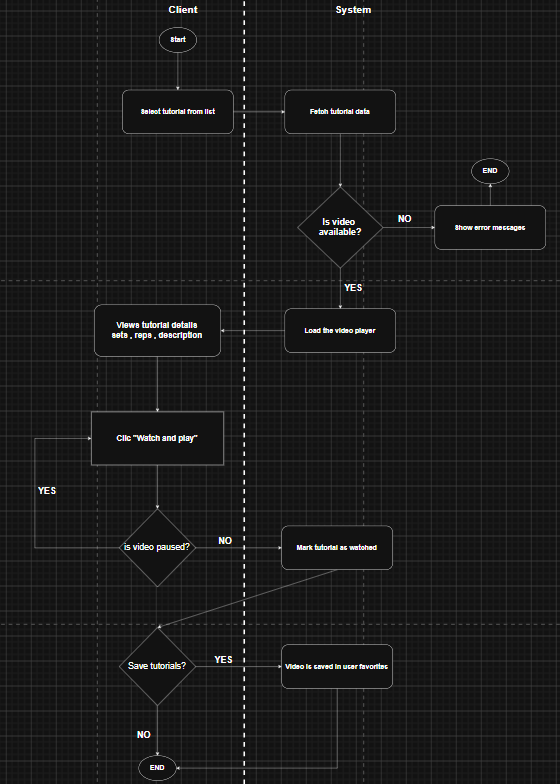 Client
System
Start
Select tutorial from list
Fetch tutorial data
END
Is video
available?
NO
Show error messages
YES
Views tutorial details
sets , reps , description
Load the video player
Clic "Watch and play"
YES
is video paused?
NO
Mark tutorial as watched
Save tutorials?
YES
Video is saved in user favorites
NO
END